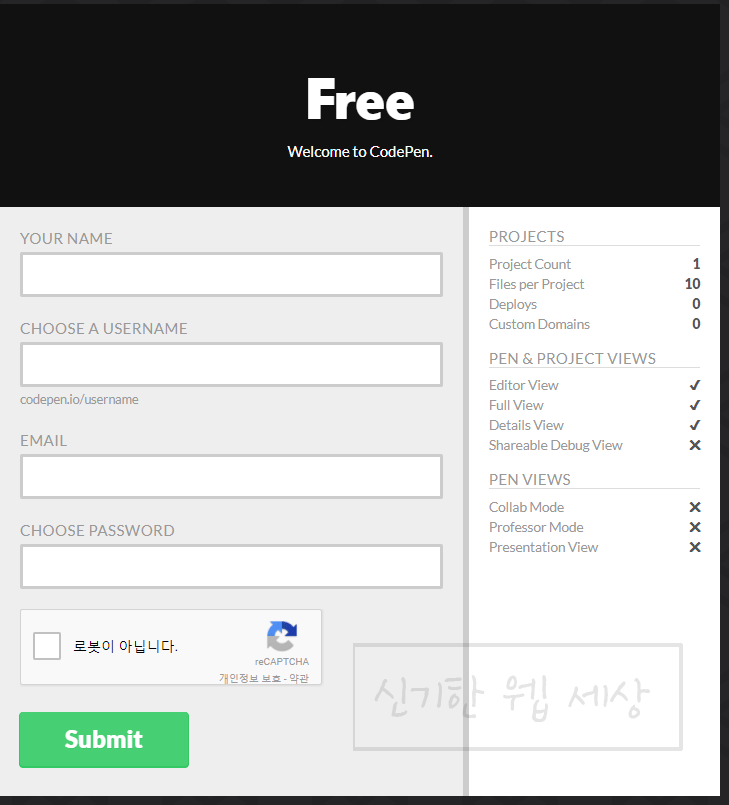 Free
Welcome to CodePen.
YOUR NAME
CHOOSE A USERNAME
codepen.io/username
EMAIL
CHOOSE PASSWORD
로봇이 아닙니다.
reCAPTCHA
개인정보 보호 - 약관
Submit
PROJECTS
Project Count 1
Files per Project 10
Deploys 0
Custom Domains 0
PEN & PROJECT VIEWS
Editor View ✔
Full View ✔
Details View ✔
Shareable Debug View ✕
PEN VIEWS
Collab Mode ✕
Professor Mode ✕
Presentation View ✕
신기한 웹 세상